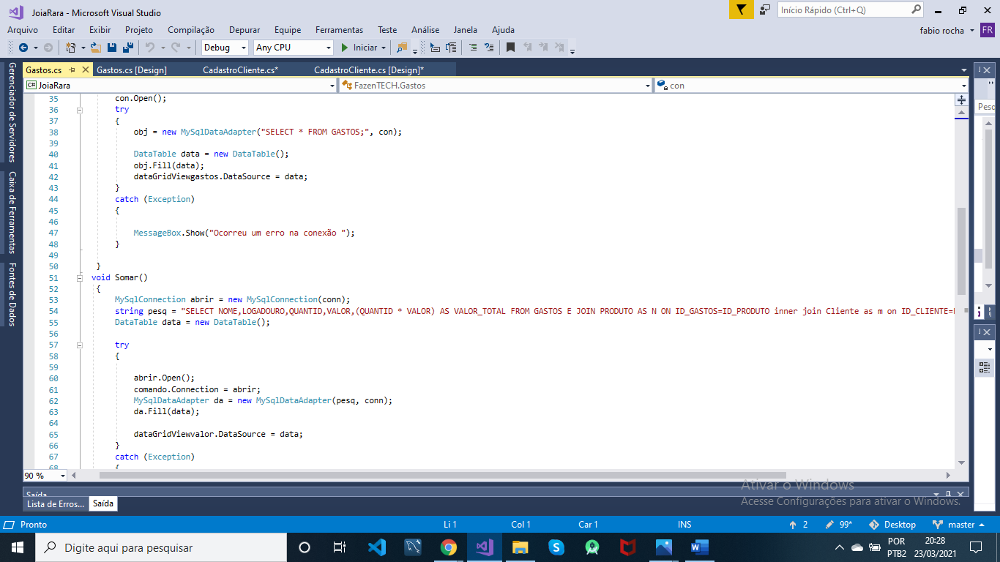 JoiaRara - Microsoft Visual Studio
Início Rápido (Ctrl+Q)
Arquivo Editar Exibir Projeto Compilação Depurar Equipe Ferramentas Teste Análise Janela Ajuda
fabio rocha FR
Debug Any CPU Iniciar
Gerenciador de Servidores
Caixa de Ferramentas
Fontes de Dados
Gastos.cs Gastos.cs [Design] CadastroCliente.cs* CadastroCliente.cs [Design]*
C# JoiaRara FazenTECH.Gastos con
Pesq
35 con.Open();
36 try
37 {
38 obj = new MySqlDataAdapter("SELECT * FROM GASTOS;", con);
39
40 DataTable data = new DataTable();
41 obj.Fill(data);
42 dataGridViewgastos.DataSource = data;
43 }
44 catch (Exception)
45 {
46
47 MessageBox.Show("Ocorreu um erro na conexão ");
48 }
49
50 }
51 void Somar()
52 {
53 MySqlConnection abrir = new MySqlConnection(conn);
54 string pesq = "SELECT NOME,LOGADOURO,QUANTID,VALOR,(QUANTID * VALOR) AS VALOR_TOTAL FROM GASTOS E JOIN PRODUTO AS N ON ID_GASTOS=ID_PRODUTO inner join Cliente as m on ID_CLIENTE=
55 DataTable data = new DataTable();
56
57 try
58 {
59
60 abrir.Open();
61 comando.Connection = abrir;
62 MySqlDataAdapter da = new MySqlDataAdapter(pesq, conn);
63 da.Fill(data);
64
65 dataGridViewvalor.DataSource = data;
66 }
67 catch (Exception)
68 {
90 %
Saída
Lista de Erros... Saída
Ativar o Windows
Acesse Configurações para ativar o Windows.
Pronto Li 1 Col 1 Car 1 INS 2 99* Desktop master
Digite aqui para pesquisar
POR
PTB2
20:28
23/03/2021